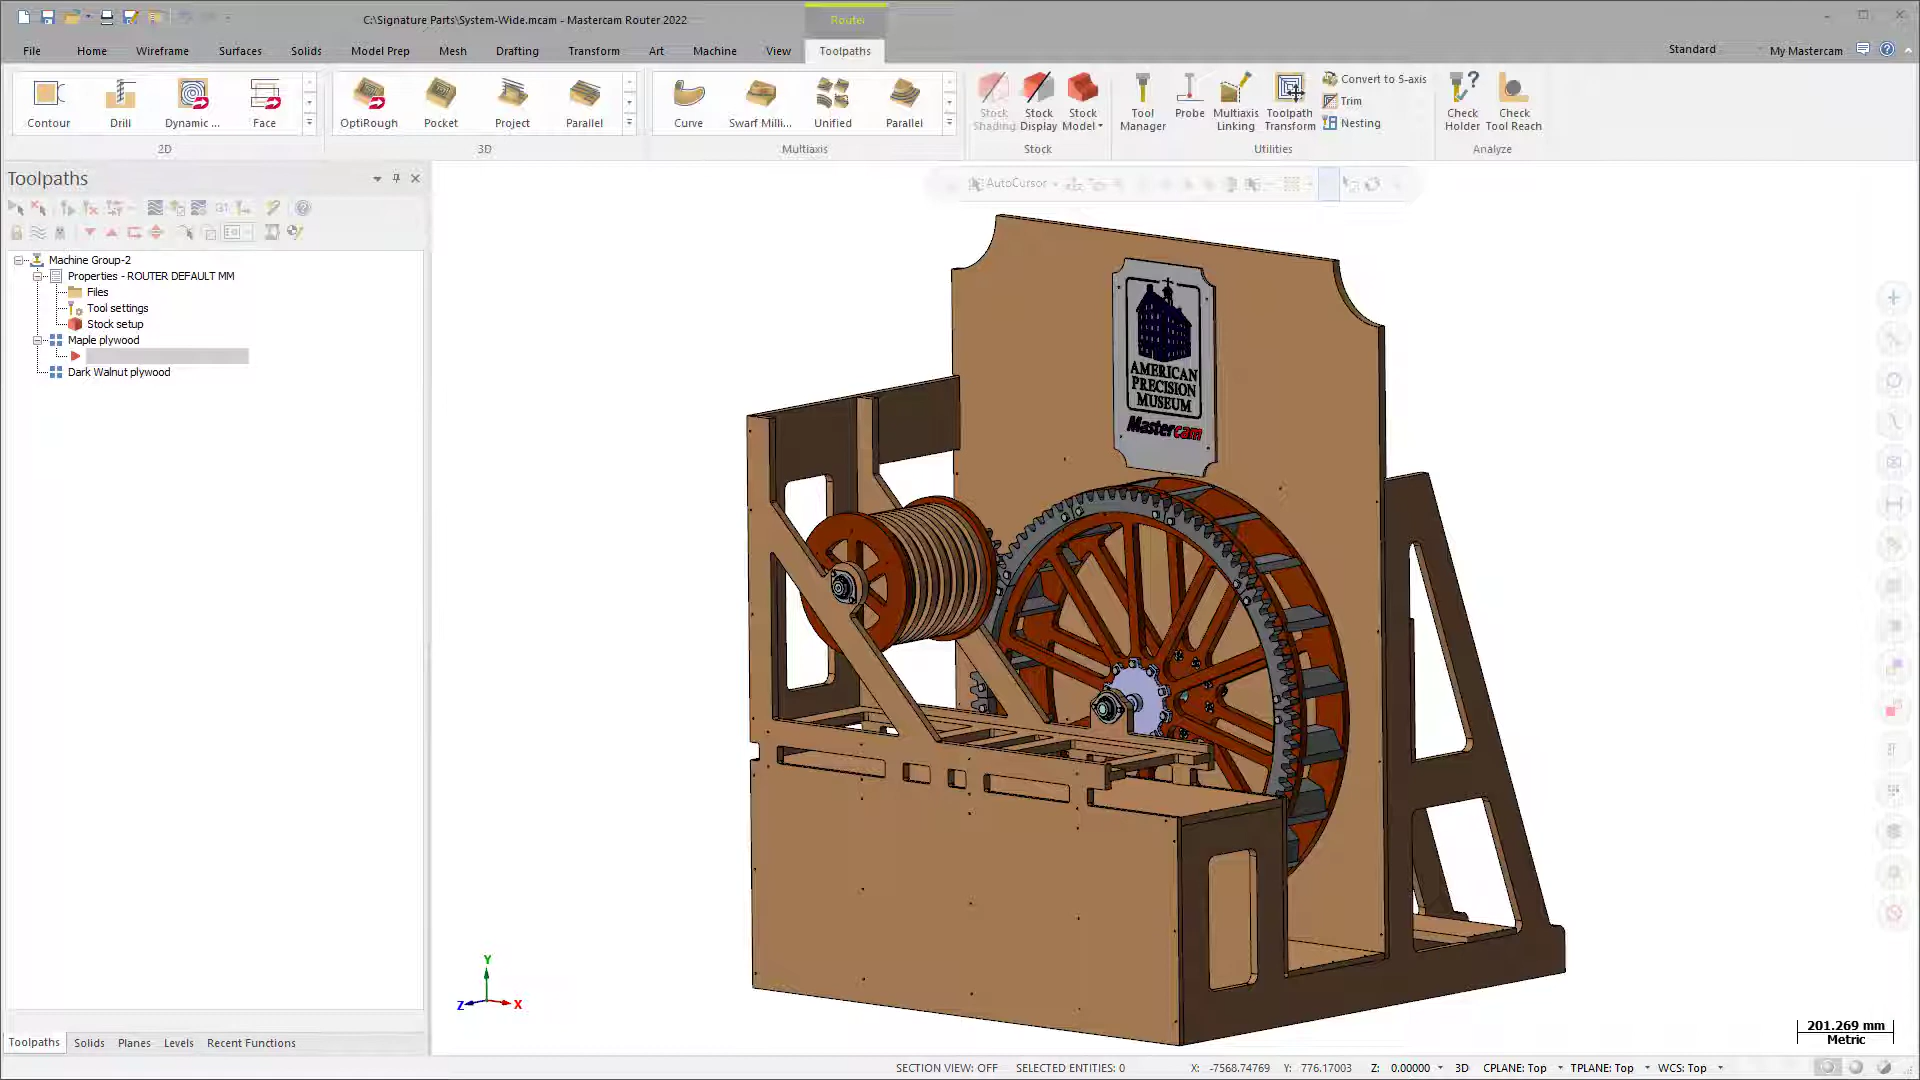 C:\Signature Parts\System-Wide.mcam - Mastercam Router 2022
Router
File Home Wireframe Surfaces Solids Model Prep Mesh Drafting Transform Art Machine View Toolpaths
Standard My Mastercam
Contour Drill Dynamic ... Face
2D
OptiRough Pocket Project Parallel
3D
Curve Swarf Milli... Unified Parallel
Multiaxis
Stock Shading Stock Display Stock Model
Stock
Tool Manager Probe Multiaxis Linking Toolpath Transform
Convert to 5-axis
Trim
Nesting
Utilities
Check Holder Check Tool Reach
Analyze
Toolpaths
AutoCursor
G1
Machine Group-2
Properties - ROUTER DEFAULT MM
Files
Tool settings
Stock setup
Maple plywood
Dark Walnut plywood
AMERICAN
PRECISION
MUSEUM
Mastercam
Y
Z X
201.269 mm
Metric
Toolpaths Solids Planes Levels Recent Functions
SECTION VIEW: OFF SELECTED ENTITIES: 0 X: -7568.74769 Y: 776.17003 Z: 0.00000 3D CPLANE: Top TPLANE: Top WCS: Top